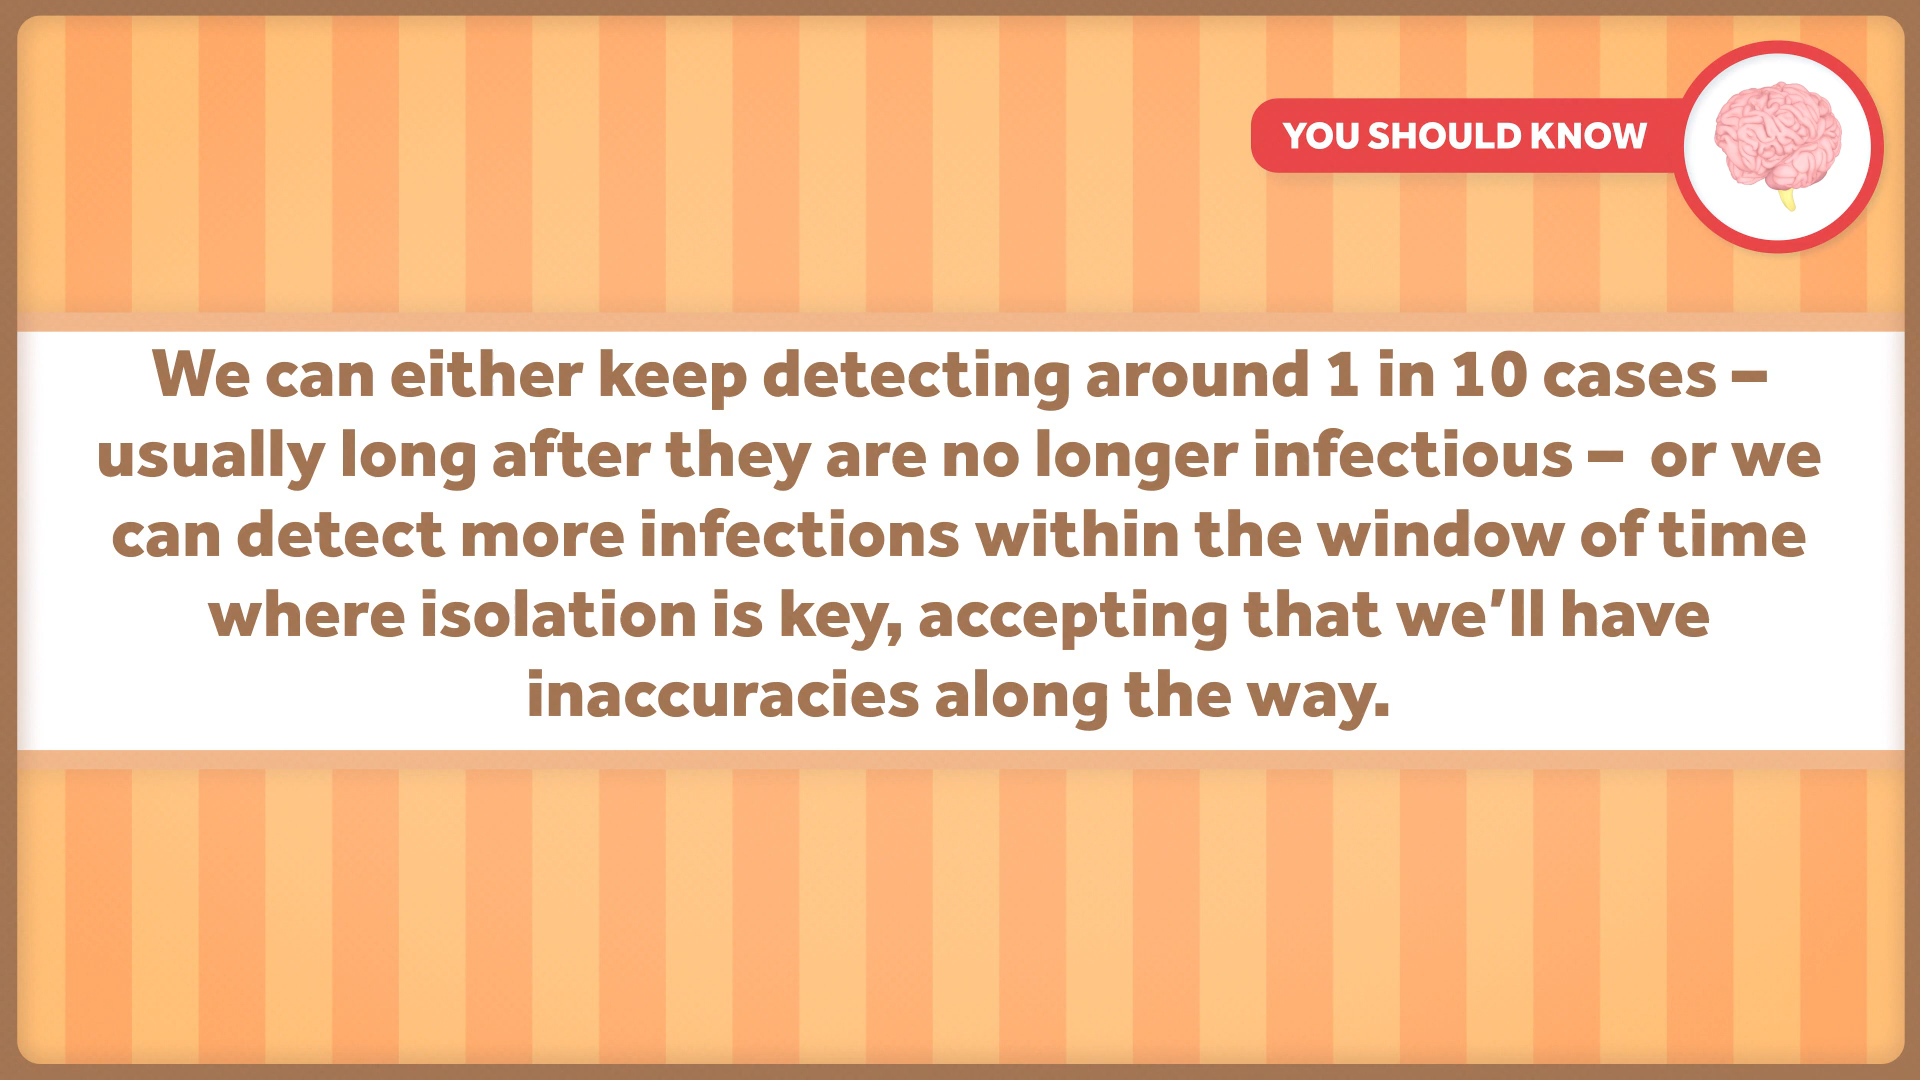 YOU SHOULD KNOW
We can either keep detecting around 1 in 10 cases –
usually long after they are no longer infectious – or we
can detect more infections within the window of time
where isolation is key, accepting that we’ll have
inaccuracies along the way.